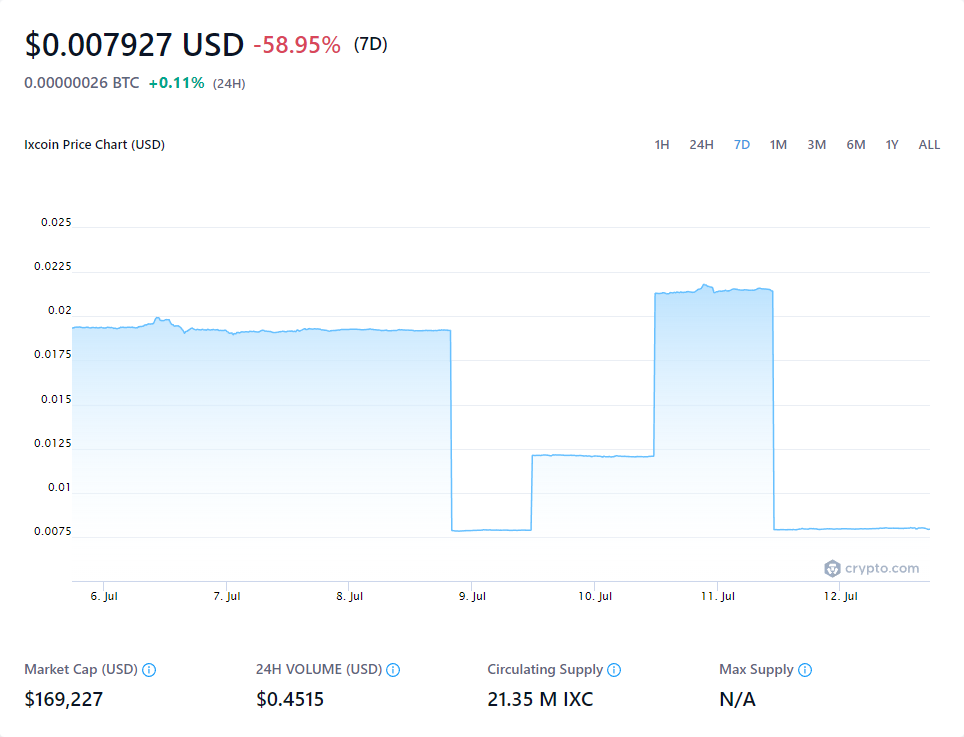 $0.007927 USD -58.95% (7D)
0.00000026 BTC +0.11% (24H)
Ixcoin Price Chart (USD) 1H 24H 7D 1M 3M 6M 1Y ALL
0.025
0.0225
0.02
0.0175
0.015
0.0125
0.01
0.0075
crypto.com
6. Jul 7. Jul 8. Jul 9. Jul 10. Jul 11. Jul 12. Jul
Market Cap (USD) 24H VOLUME (USD) Circulating Supply Max Supply
$169,227 $0.4515 21.35 M IXC N/A